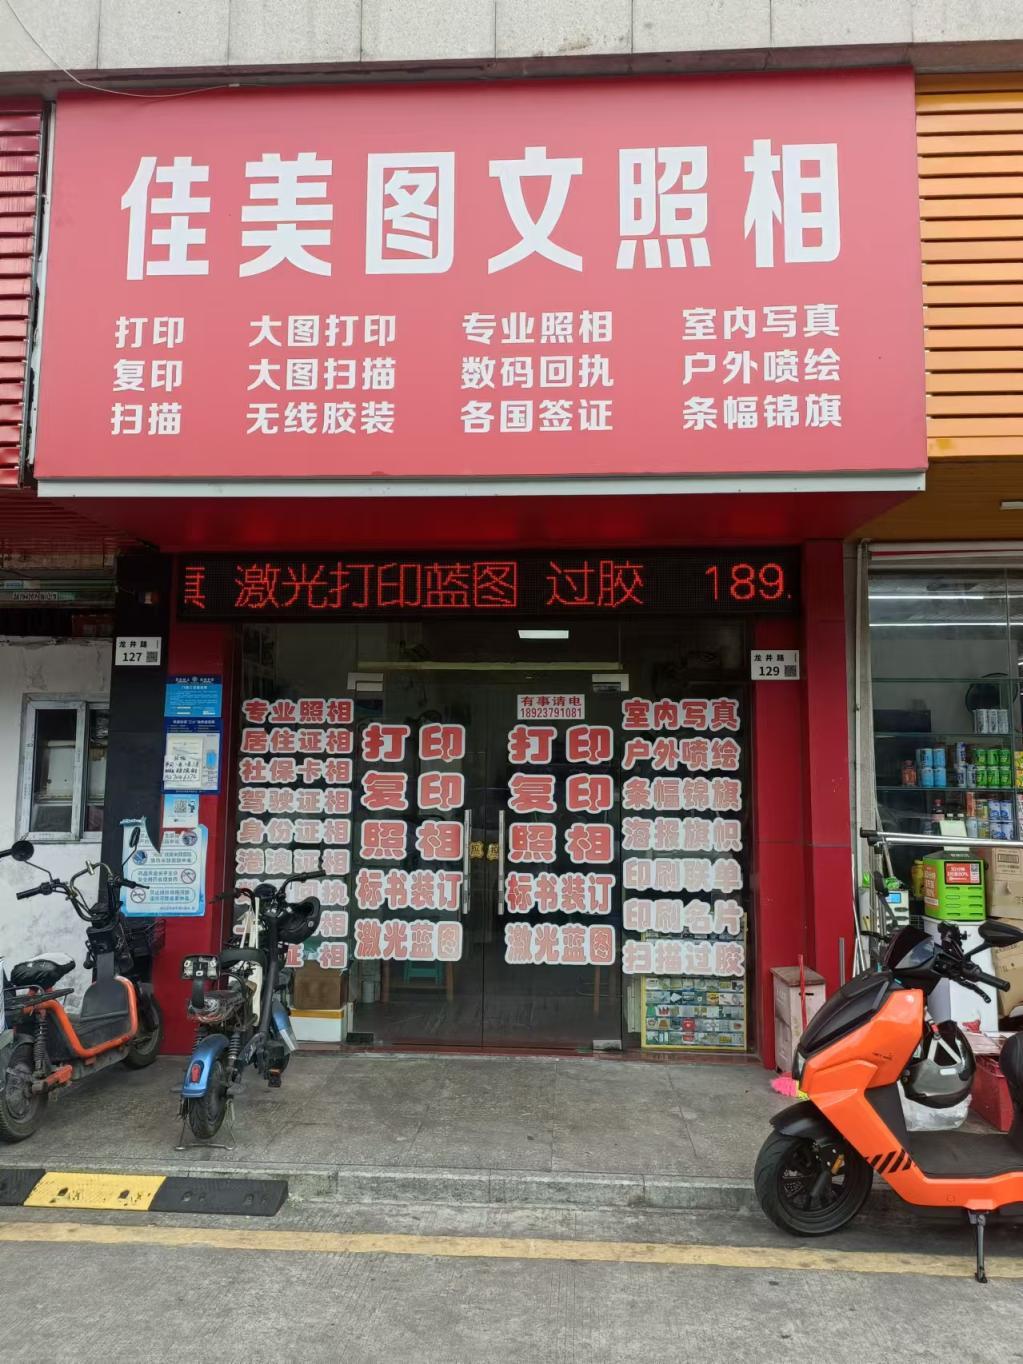 佳美图文照相
打印 大图打印 专业照相 室内写真
复印 大图扫描 数码回执 户外喷绘
扫描 无线胶装 各国签证 条幅锦旗
激光打印蓝图 过胶 189.
龙井路
127
龙井路
129
有事请电
18923791081
专业照相
居住证相
社保卡相
驾驶证相
身份证相
港澳证相
回执
相
证相
打印
复印
照相
标书装订
激光蓝图
打印
复印
照相
标书装订
激光蓝图
室内写真
户外喷绘
条幅锦旗
海报旗帜
印刷单
印刷名片
扫描过胶